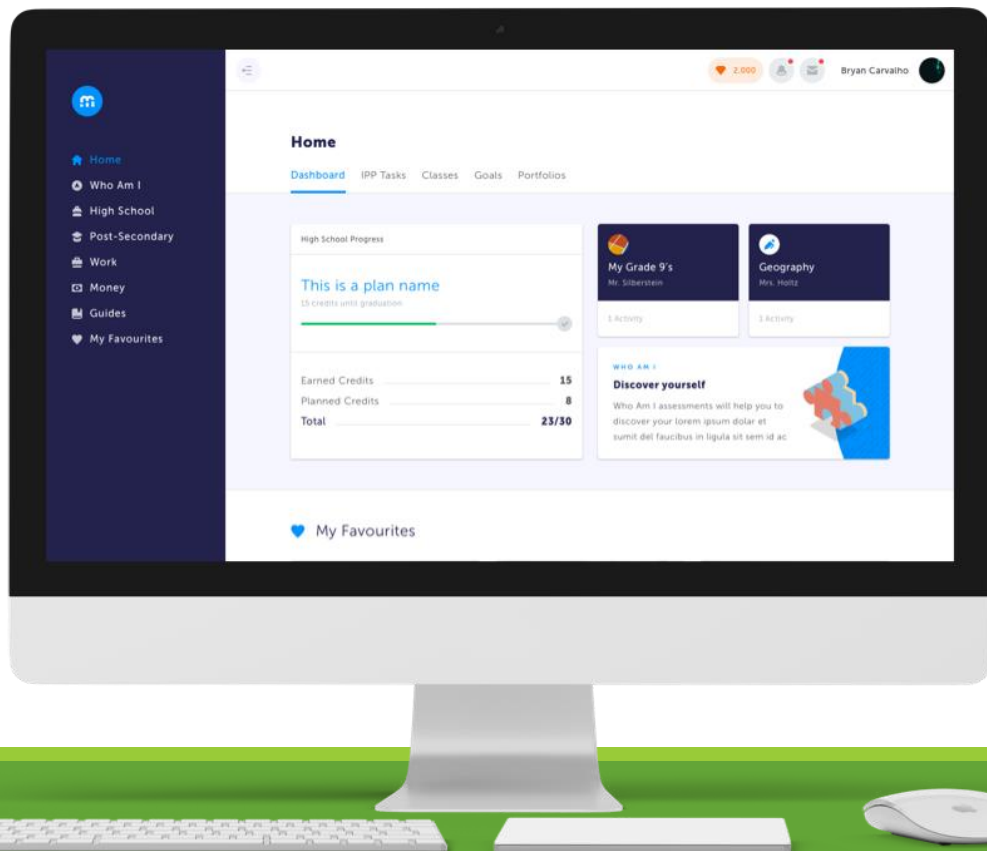 m
2.000
Bryan Carvalho
Home
Who Am I
High School
Post-Secondary
Work
Money
Guides
My Favourites
Home
Dashboard IPP Tasks Classes Goals Portfolios
High School Progress
This is a plan name
15 credits until graduation
Earned Credits 15
Planned Credits 8
Total 23/30
My Grade 9's
Mr. Silberstein
1 Activity
Geography
Mrs. Holtz
1 Activity
WHO AM I
Discover yourself
Who Am I assessments will help you to
discover your lorem ipsum dolar et
sumit del faucibus in ligula sit sem id ac
My Favourites